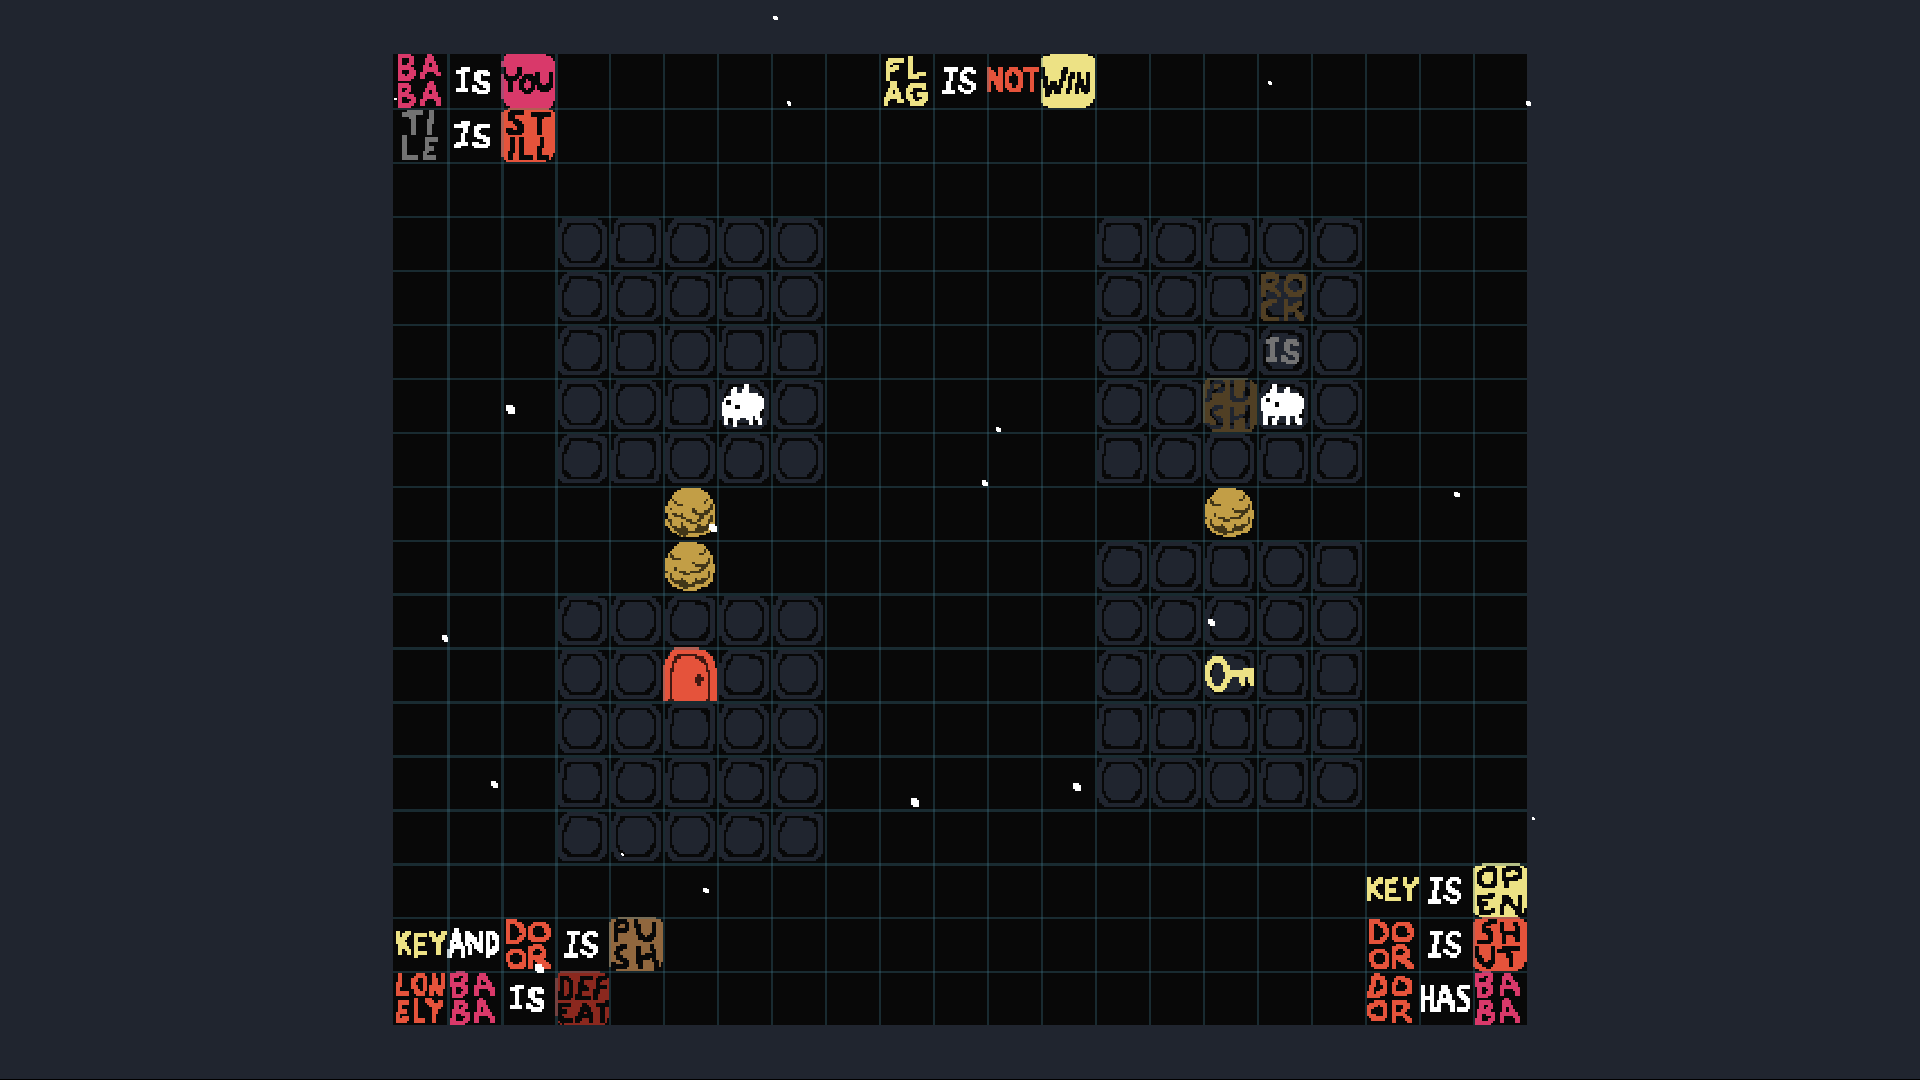 BABA IS YOU
FLAG IS NOT WIN
TILE IS STILL
ROCK
IS
PUSH
KEY IS OPEN
KEY AND DOOR IS PUSH
DOOR IS SHUT
LONELY BABA IS DEFEAT
DOOR HAS BABA